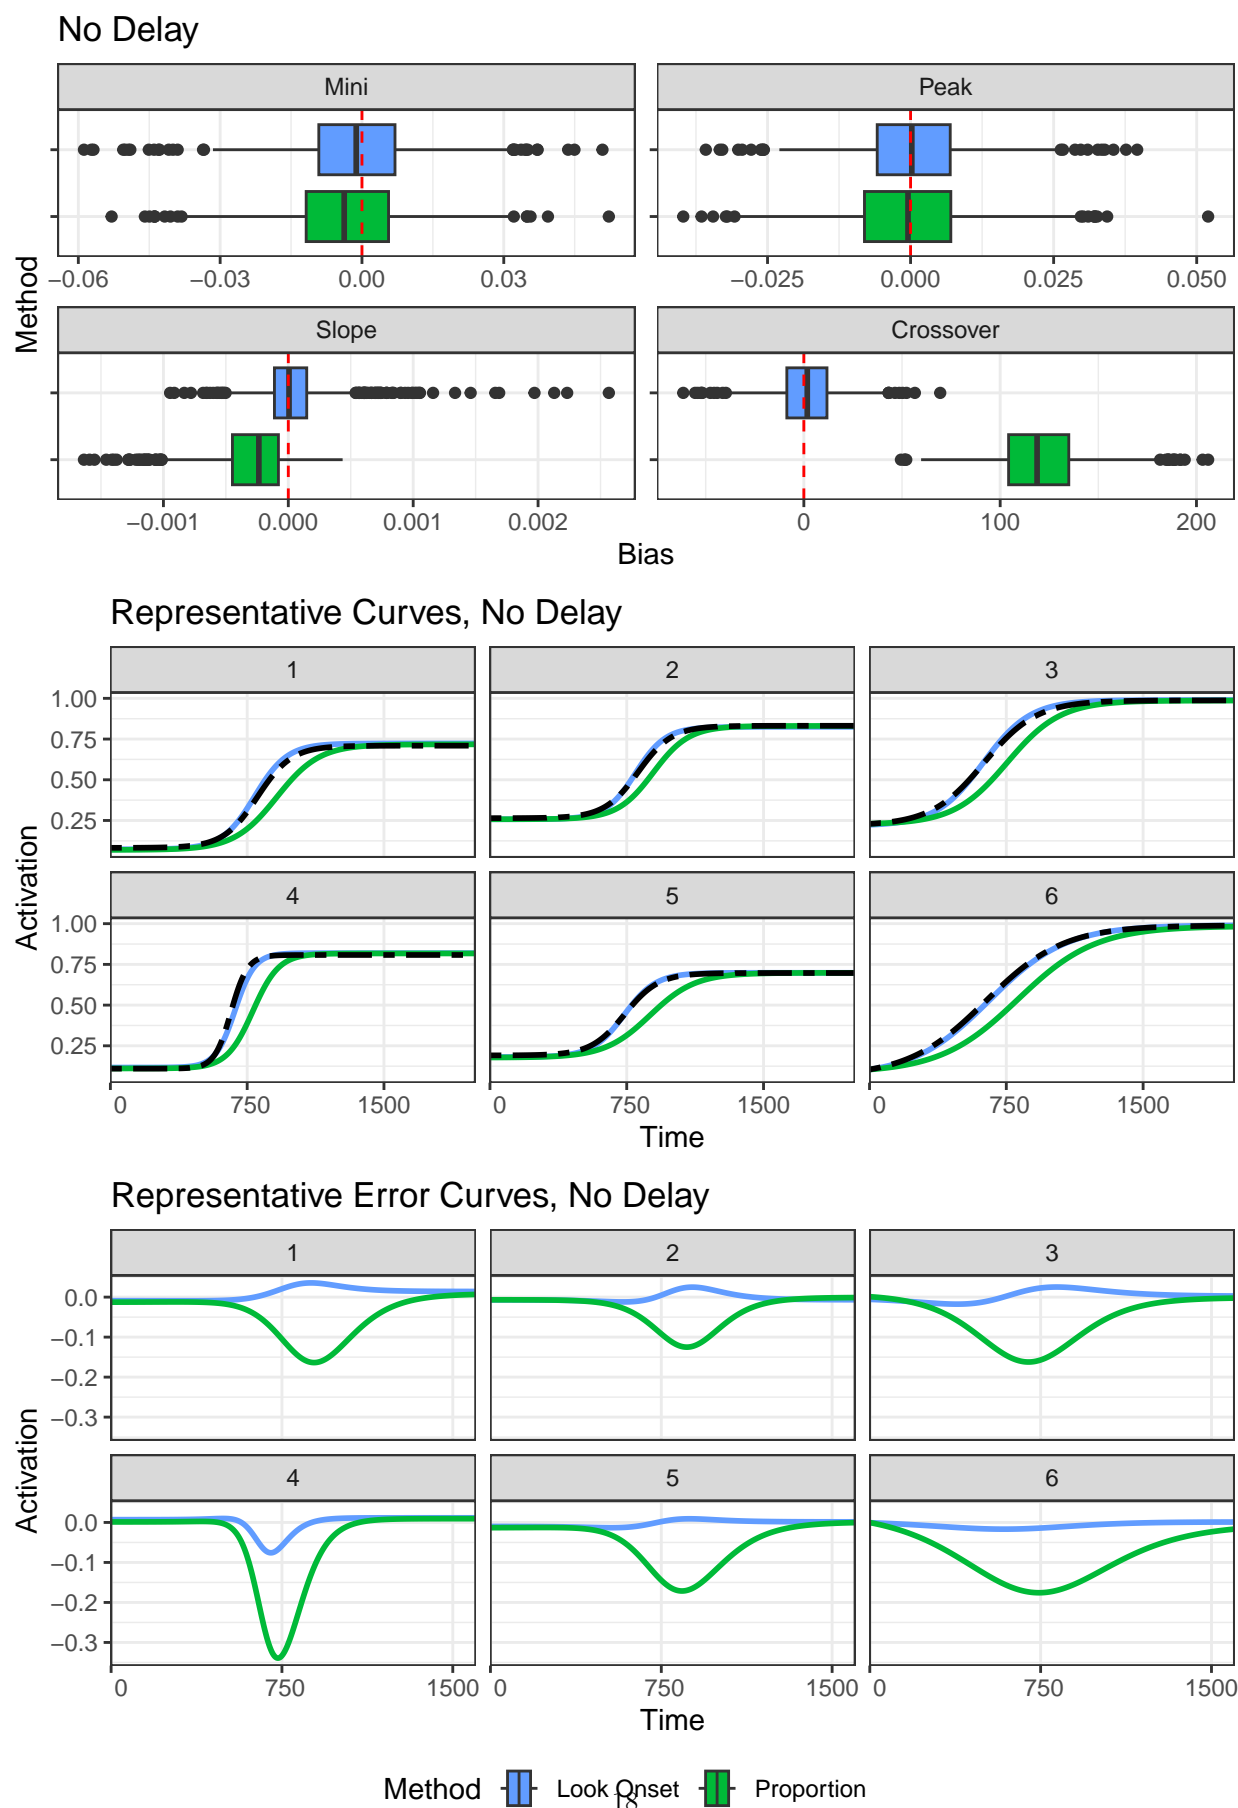 No Delay
Mini Peak
−0.06 −0.03 0.00 0.03 −0.025 0.000 0.025 0.050
Method
Slope Crossover
−0.001 0.000 0.001 0.002 0 100 200
Bias
Representative Curves, No Delay
1 2 3
1.00
0.75
0.50
0.25
Activation
4 5 6
1.00
0.75
0.50
0.25
0 750 1500 0 750 1500 0 750 1500
Time
Representative Error Curves, No Delay
1 2 3
0.0
−0.1
−0.2
−0.3
Activation
4 5 6
0.0
−0.1
−0.2
−0.3
0 750 1500 0 750 1500 0 750 1500
Time
Method Look Onset Proportion
18